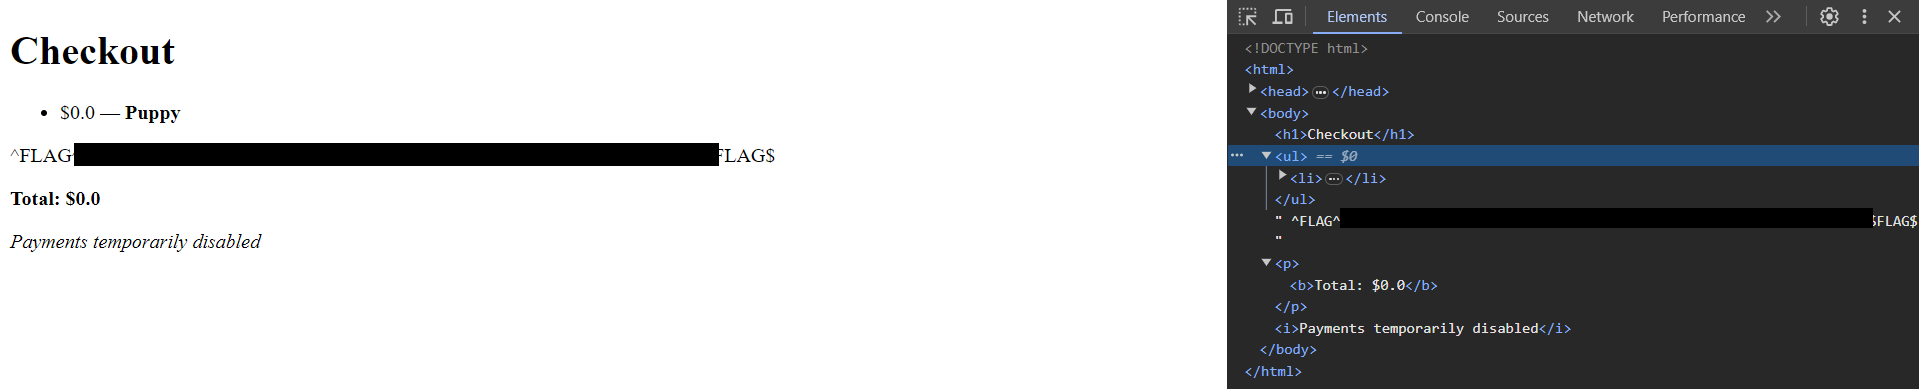 Checkout
• $0.0 — Puppy
^FLAG FLAG$
Total: $0.0
Payments temporarily disabled
Elements Console Sources Network Performance
<!DOCTYPE html>
<html>
<head> ••• </head>
<body>
<h1>Checkout</h1>
••• <ul> == $0
<li> ••• </li>
</ul>
" ^FLAG^ $FLAG$
"
<p>
<b>Total: $0.0</b>
</p>
<i>Payments temporarily disabled</i>
</body>
</html>